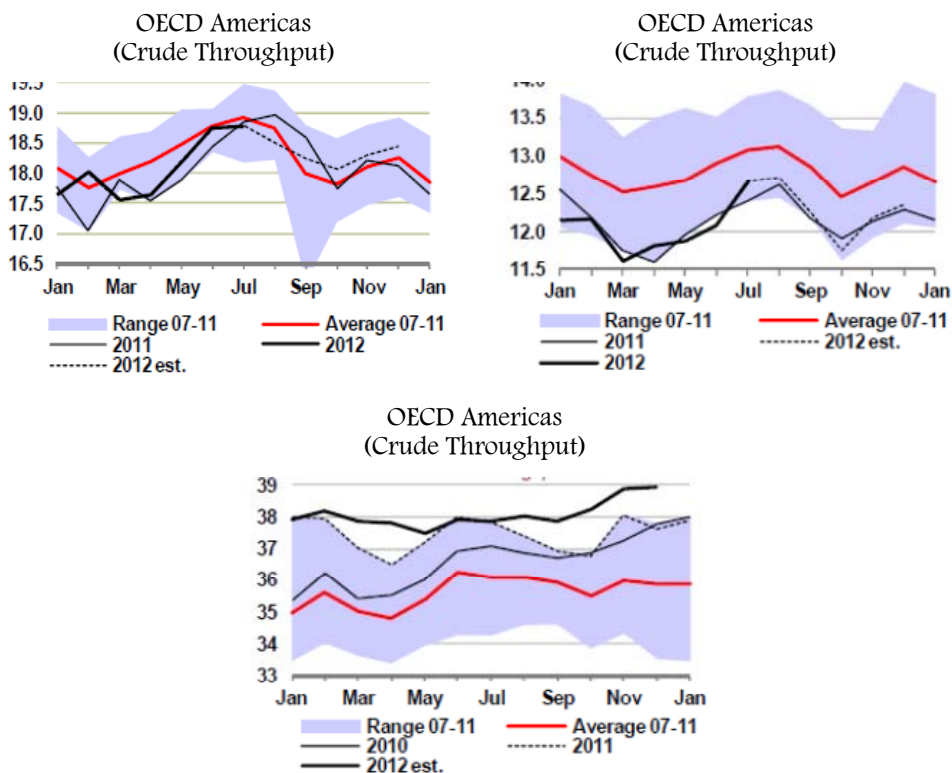 OECD Americas
(Crude Throughput)
19.5
19.0
18.5
18.0
17.5
17.0
16.5
Jan Mar May Jul Sep Nov Jan
Range 07-11 Average 07-11
2011 2012
2012 est.
OECD Americas
(Crude Throughput)
14.0
13.0
12.5
12.0
11.5
Jan Mar May Jul Sep Nov Jan
Range 07-11 Average 07-11
2011 2012 est.
2012
OECD Americas
(Crude Throughput)
39
38
37
36
35
34
33
Jan Mar May Jul Sep Nov Jan
Range 07-11 Average 07-11
2010 2011
2012 est.